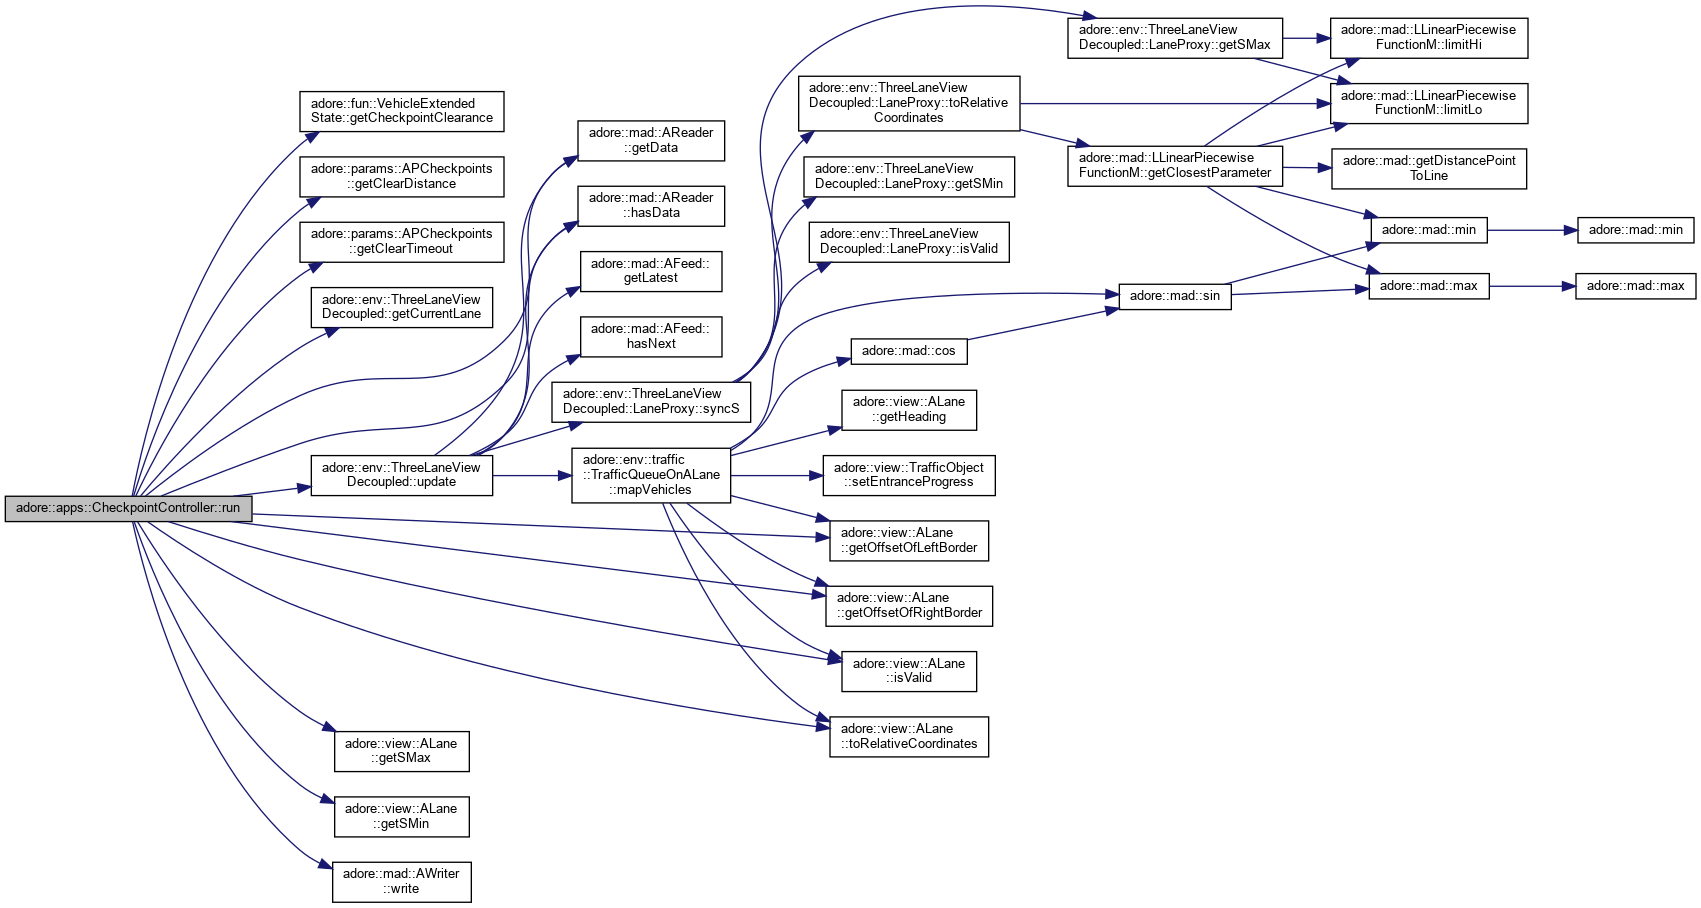 adore::apps::CheckpointController::run
adore::fun::VehicleExtended
State::getCheckpointClearance
adore::params::APCheckpoints
::getClearDistance
adore::params::APCheckpoints
::getClearTimeout
adore::env::ThreeLaneView
Decoupled::getCurrentLane
adore::env::ThreeLaneView
Decoupled::update
adore::view::ALane
::getSMax
adore::view::ALane
::getSMin
adore::mad::AWriter
::write
adore::mad::AReader
::getData
adore::mad::AReader
::hasData
adore::mad::AFeed::
getLatest
adore::mad::AFeed::
hasNext
adore::env::ThreeLaneView
Decoupled::LaneProxy::syncS
adore::env::traffic
::TrafficQueueOnALane
::mapVehicles
adore::env::ThreeLaneView
Decoupled::LaneProxy::toRelative
Coordinates
adore::env::ThreeLaneView
Decoupled::LaneProxy::getSMin
adore::env::ThreeLaneView
Decoupled::LaneProxy::isValid
adore::mad::cos
adore::view::ALane
::getHeading
adore::view::TrafficObject
::setEntranceProgress
adore::view::ALane
::getOffsetOfLeftBorder
adore::view::ALane
::getOffsetOfRightBorder
adore::view::ALane
::isValid
adore::view::ALane
::toRelativeCoordinates
adore::env::ThreeLaneView
Decoupled::LaneProxy::getSMax
adore::mad::LLinearPiecewise
FunctionM::getClosestParameter
adore::mad::sin
adore::mad::LLinearPiecewise
FunctionM::limitHi
adore::mad::LLinearPiecewise
FunctionM::limitLo
adore::mad::getDistancePoint
ToLine
adore::mad::min
adore::mad::max
adore::mad::min
adore::mad::max